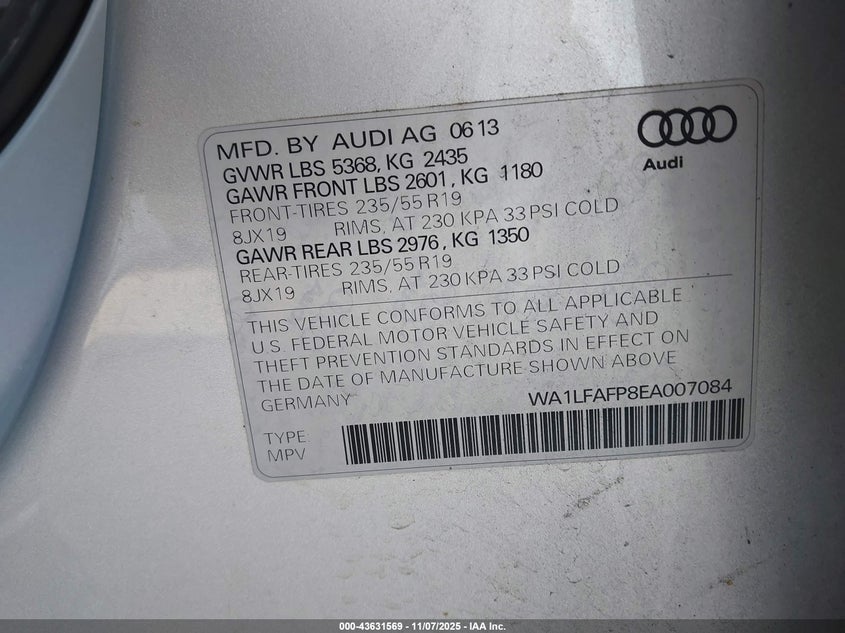 MFD. BY AUDI AG 0613
GVWR LBS 5368, KG 2435
GAWR FRONT LBS 2601, KG 1180
FRONT-TIRES 235/55 R19
8JX19 RIMS, AT 230 KPA 33 PSI COLD
GAWR REAR LBS 2976, KG 1350
REAR-TIRES 235/55 R19
8JX19 RIMS, AT 230 KPA 33 PSI COLD
Audi
THIS VEHICLE CONFORMS TO ALL APPLICABLE
U.S. FEDERAL MOTOR VEHICLE SAFETY AND
THEFT PREVENTION STANDARDS IN EFFECT ON
THE DATE OF MANUFACTURE SHOWN ABOVE
GERMANY
WA1LFAFP8EA007084
TYPE
MPV
000-43631569 - 11/07/2025 - IAA Inc.